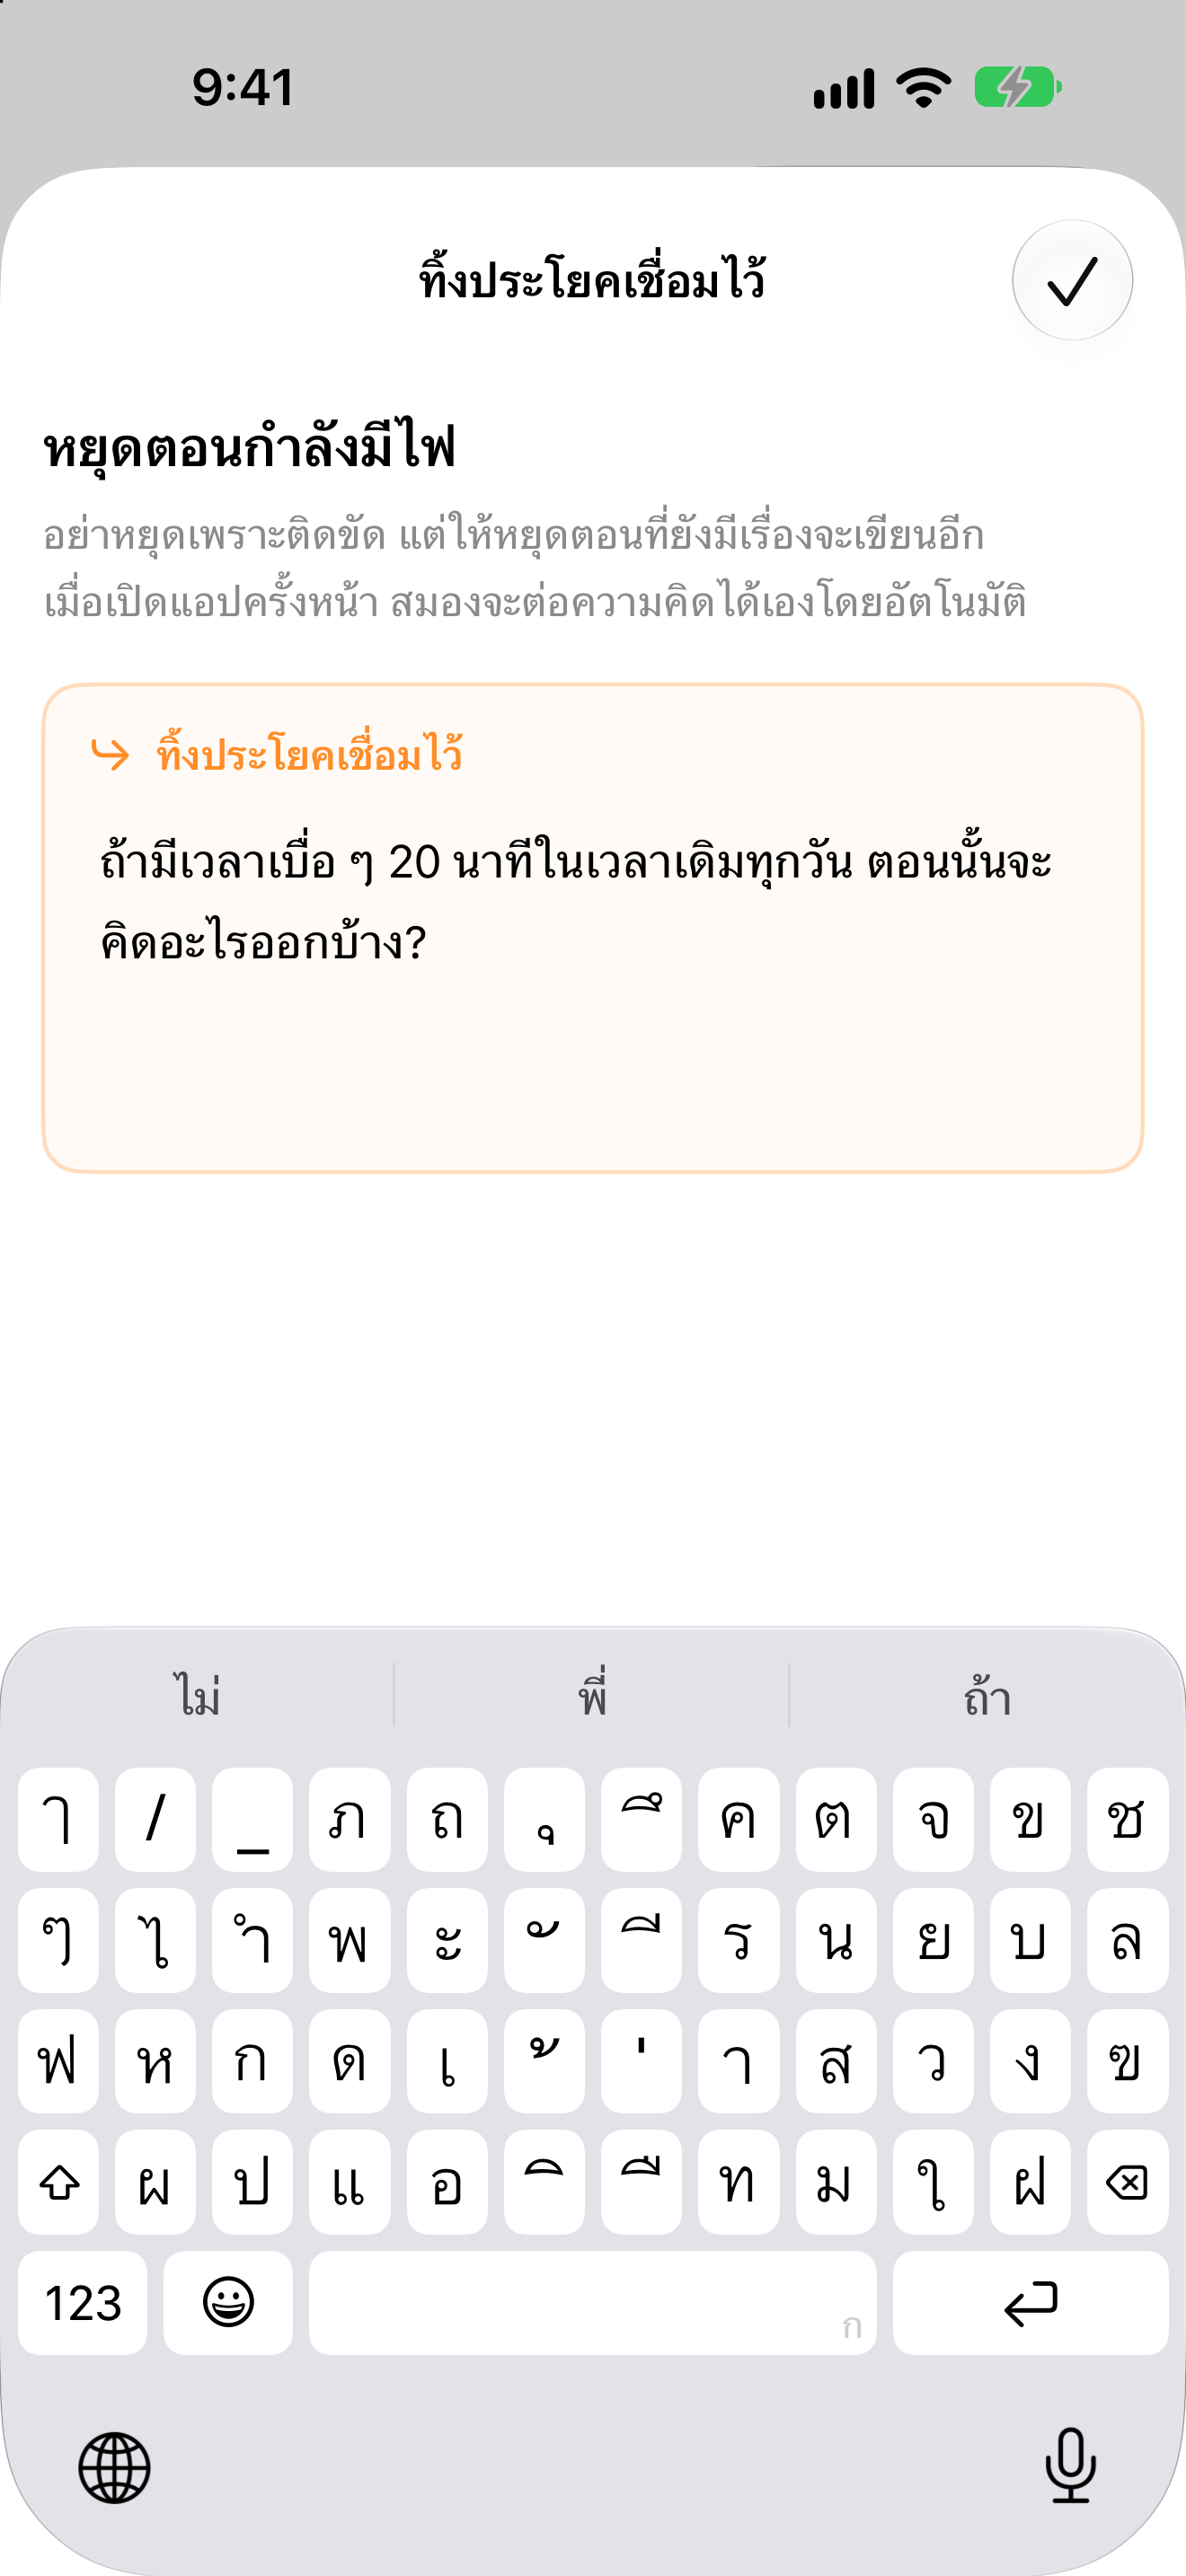 9:41
ทิ้งประโยคเชื่อมไว้
หยุดตอนกำลังมีไฟ
อย่าหยุดเพราะติดขัด แต่ให้หยุดตอนที่ยังมีเรื่องจะเขียนอีก
เมื่อเปิดแอปครั้งหน้า สมองจะต่อความคิดได้เองโดยอัตโนมัติ
ทิ้งประโยคเชื่อมไว้
ถ้ามีเวลาเบื่อ ๆ 20 นาทีในเวลาเดิมทุกวัน ตอนนั้นจะ
คิดอะไรออกบ้าง?
ไม่ พี่ ถ้า
ๅ / _ ภ ถ ุ ึ ค ต จ ข ช
ๆ ไ ำ พ ะ ั ี ร น ย บ ล
ฟ ห ก ด เ ้ ่ า ส ว ง ฃ
ผ ป แ อ ิ ื ท ม ใ ฝ
123 ก